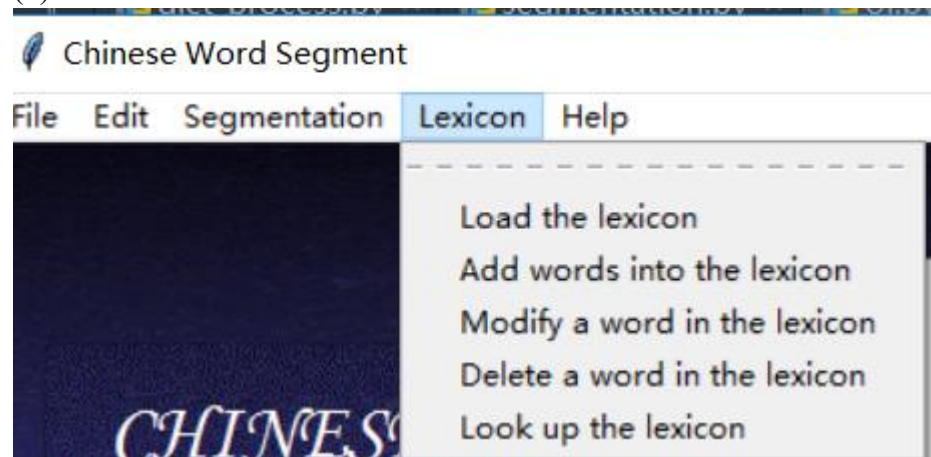 Chinese Word Segment
File Edit Segmentation Lexicon Help
Load the lexicon
Add words into the lexicon
Modify a word in the lexicon
Delete a word in the lexicon
Look up the lexicon
CHINES